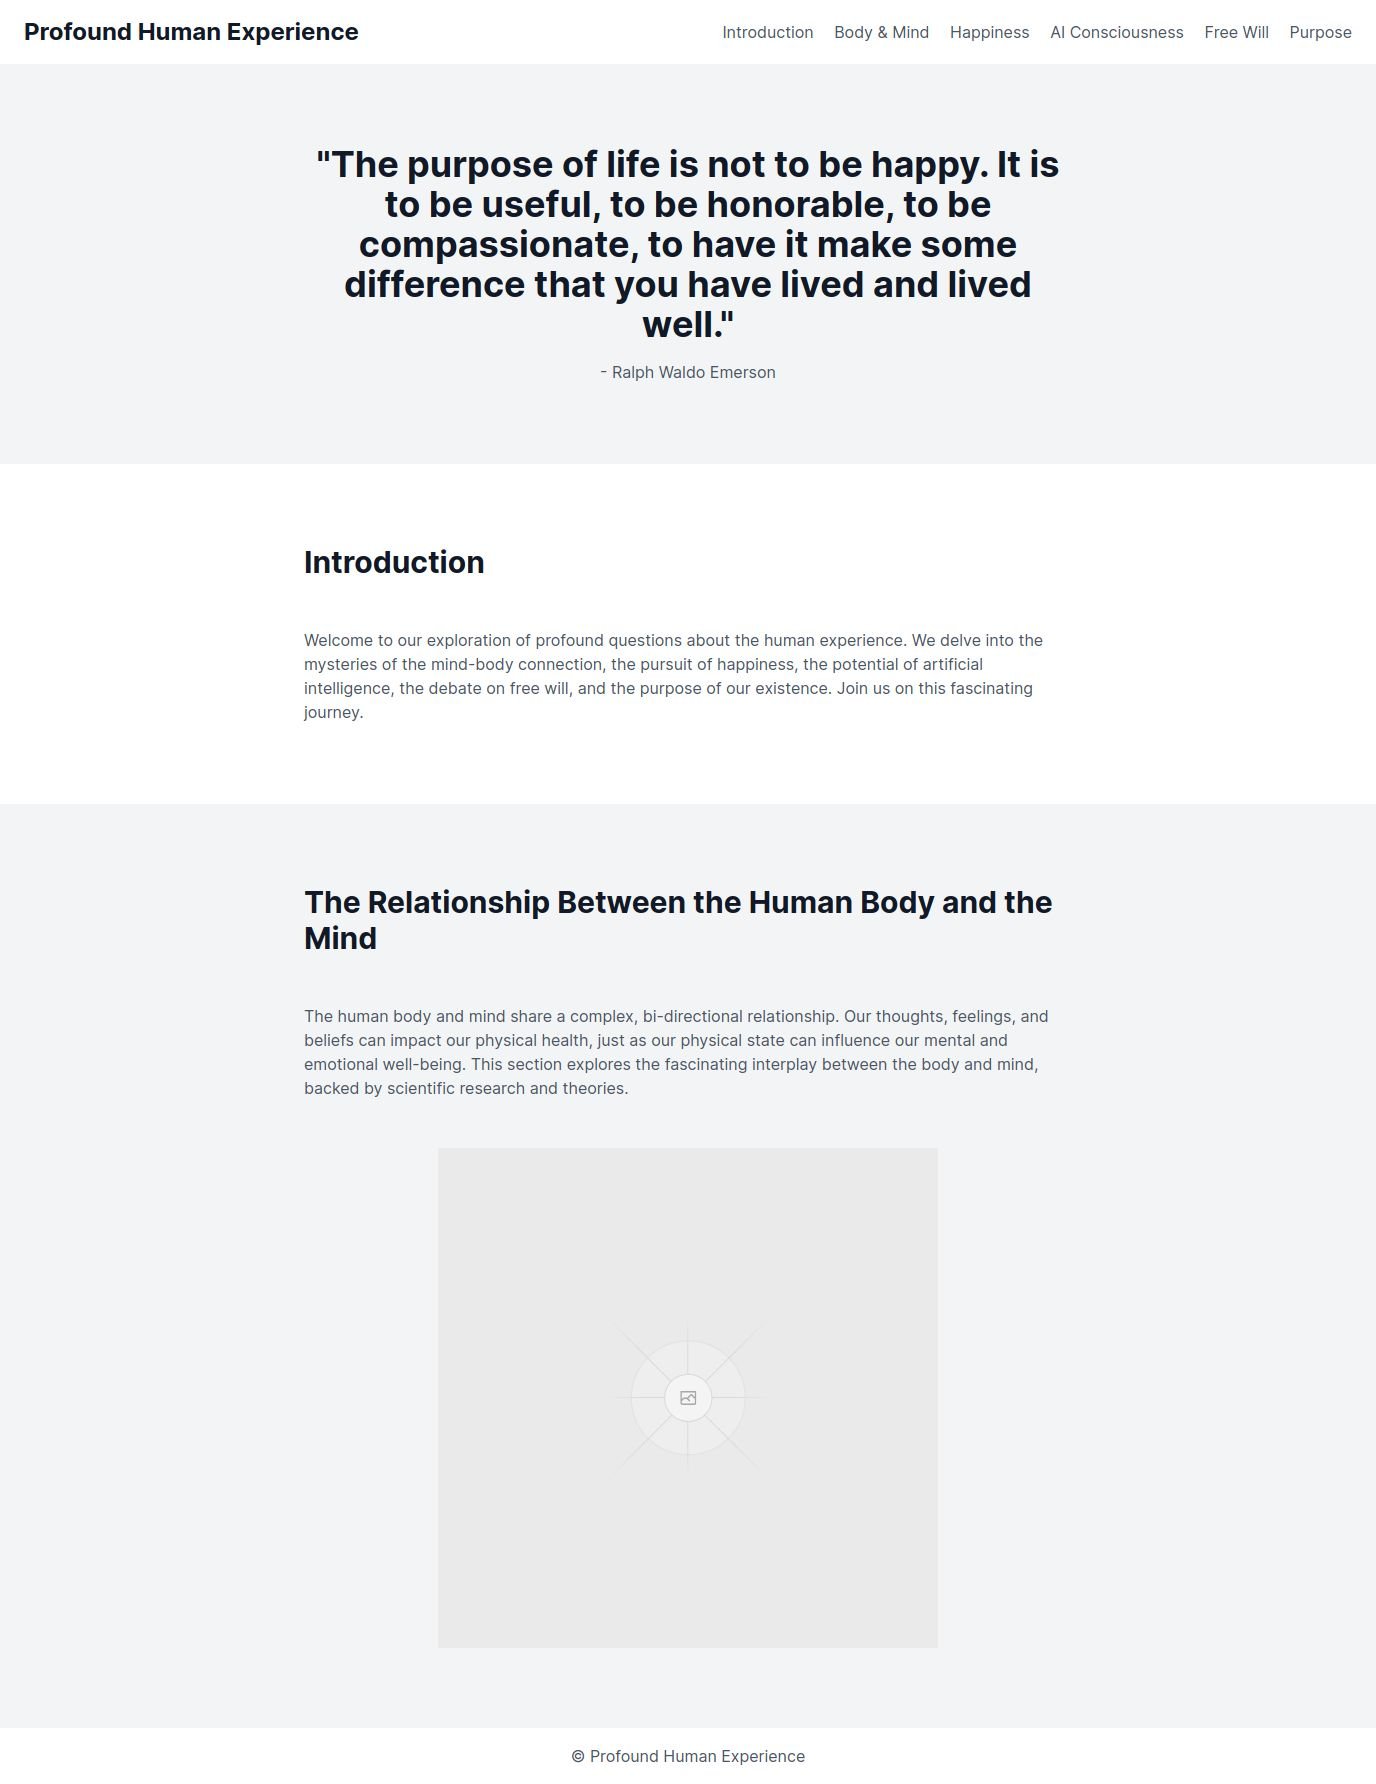 Profound Human Experience
Introduction Body & Mind Happiness AI Consciousness Free Will Purpose
"The purpose of life is not to be happy. It is
to be useful, to be honorable, to be
compassionate, to have it make some
difference that you have lived and lived
well."
- Ralph Waldo Emerson
Introduction
Welcome to our exploration of profound questions about the human experience. We delve into the
mysteries of the mind-body connection, the pursuit of happiness, the potential of artificial
intelligence, the debate on free will, and the purpose of our existence. Join us on this fascinating
journey.
The Relationship Between the Human Body and the
Mind
The human body and mind share a complex, bi-directional relationship. Our thoughts, feelings, and
beliefs can impact our physical health, just as our physical state can influence our mental and
emotional well-being. This section explores the fascinating interplay between the body and mind,
backed by scientific research and theories.
© Profound Human Experience